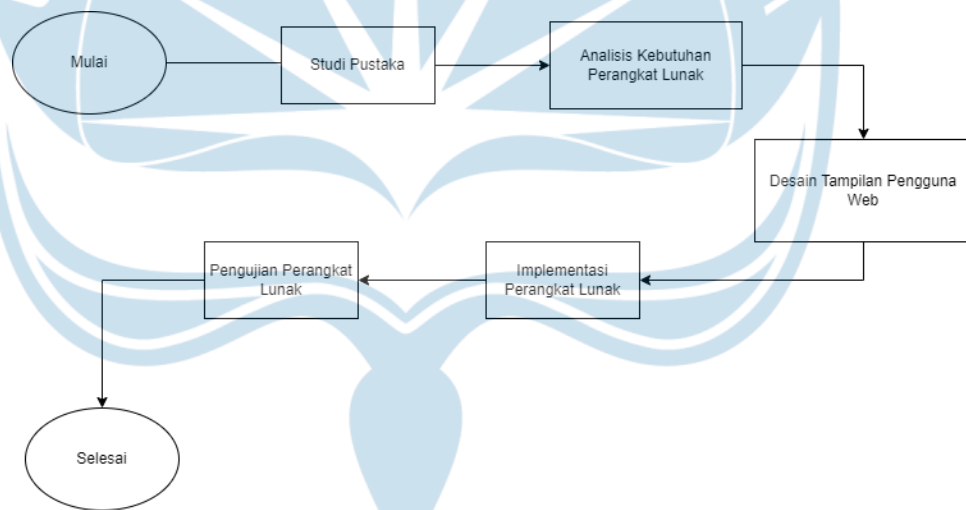 Mulai
Studi Pustaka
Analisis Kebutuhan
Perangkat Lunak
Desain Tampilan Pengguna
Web
Implementasi
Perangkat Lunak
Pengujian Perangkat
Lunak
Selesai